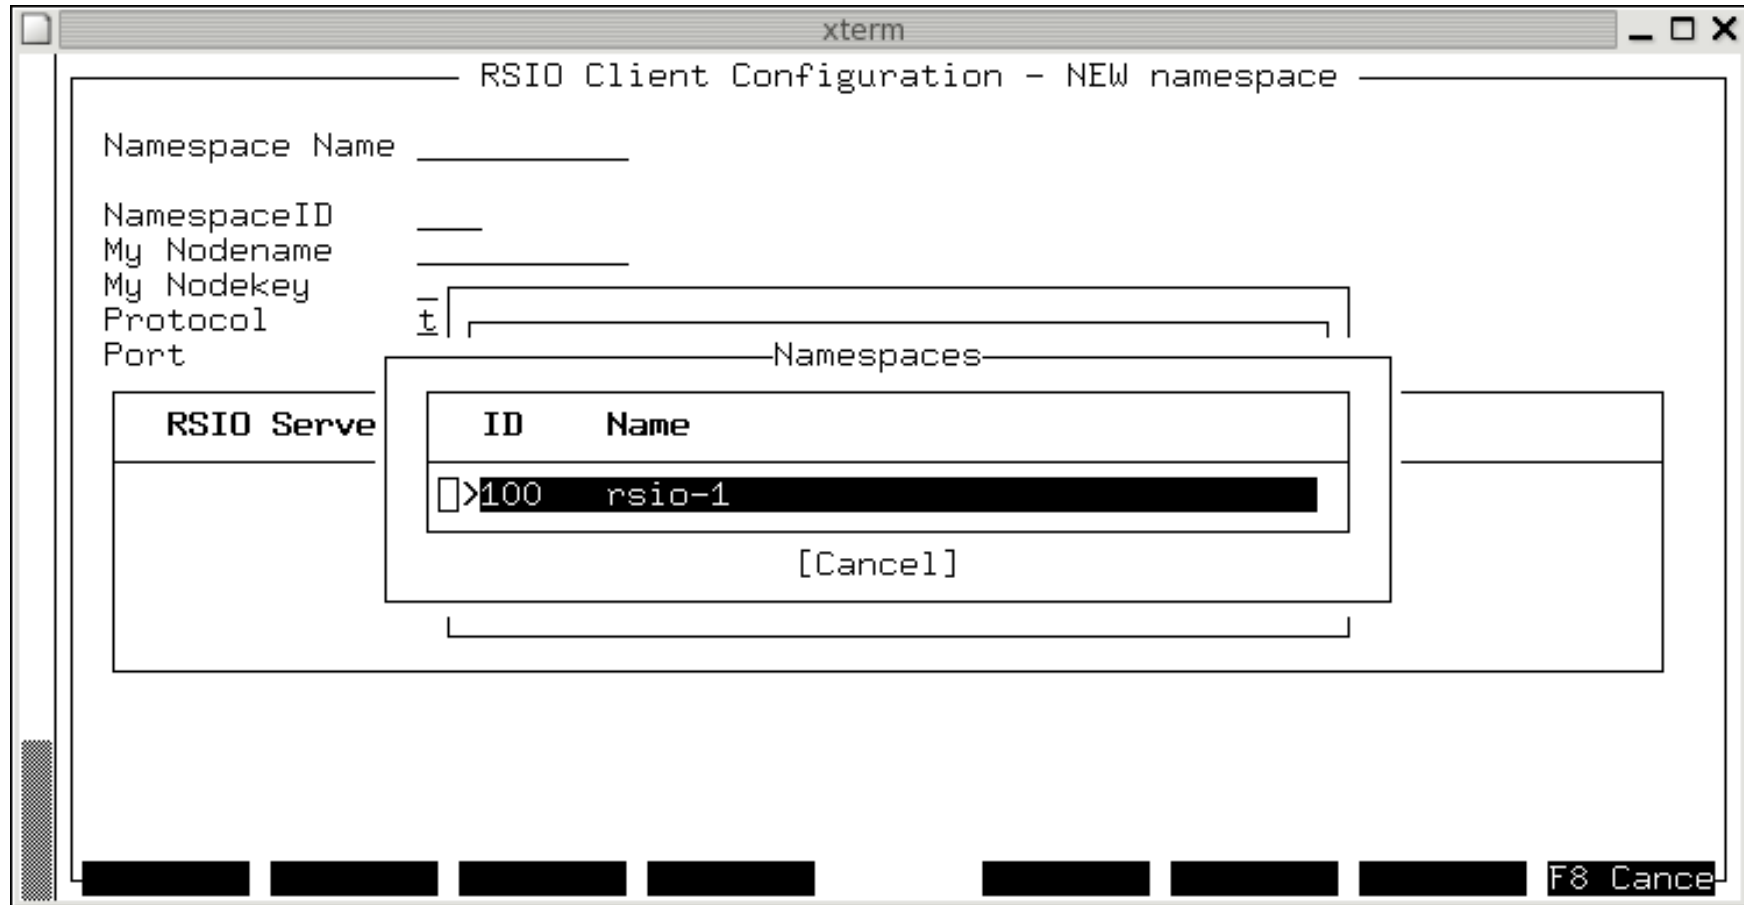 xterm
RSIO Client Configuration - NEW namespace
Namespace Name
NamespaceID
My Nodename
My Nodekey
Protocol t
Port
Namespaces
RSIO Serve
ID Name
>100 rsio-1
[Cancel]
F8 Cance